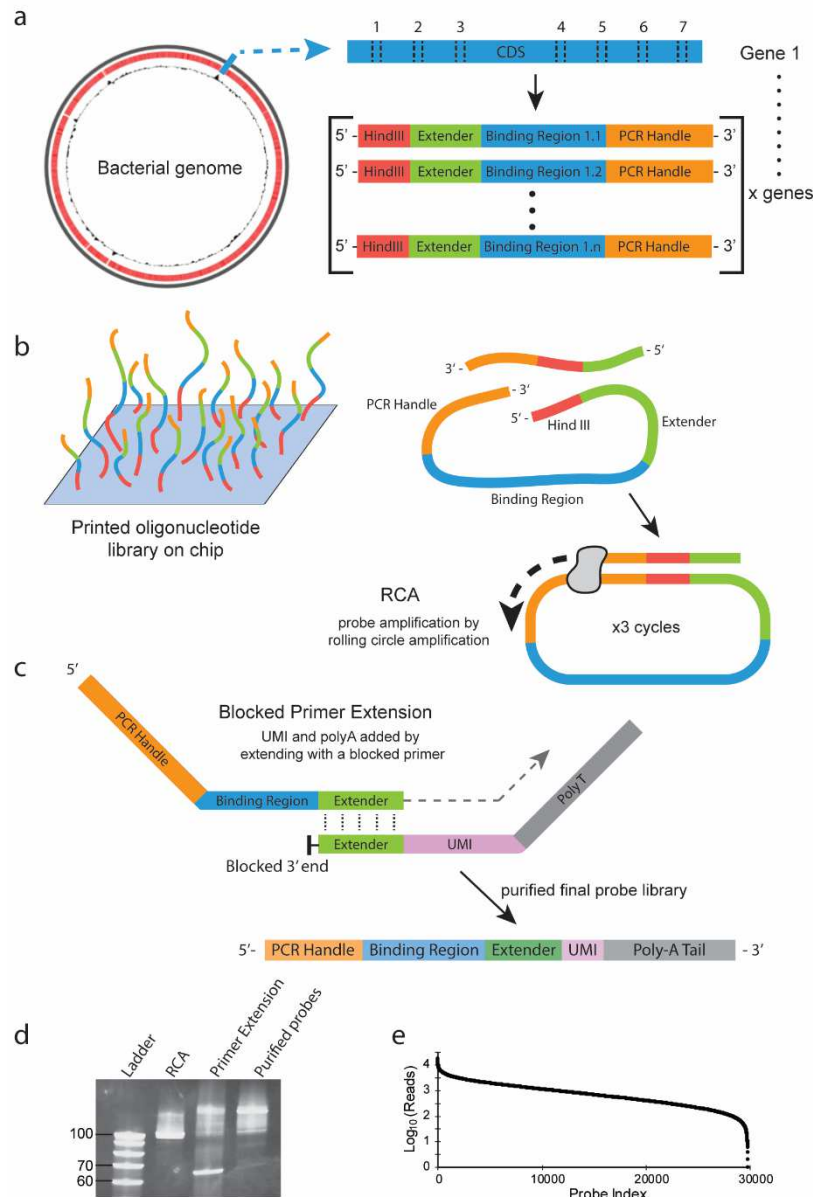 a
1 2 3 4 5 6 7
CDS
Gene 1
Bacterial genome
5' - HindIII Extender Binding Region 1.1 PCR Handle - 3'
5' - HindIII Extender Binding Region 1.2 PCR Handle - 3'
x genes
5' - HindIII Extender Binding Region 1.n PCR Handle - 3'
b
- 5'
3' -
- 3'
PCR Handle
5' -
Hind III
Extender
Binding Region
Printed oligonucleotide
library on chip
RCA
probe amplification by
rolling circle amplification
x3 cycles
c
5'
PCR Handle
Blocked Primer Extension
UMI and polyA added by
extending with a blocked primer
Binding Region Extender
Poly T
Extender UMI
Blocked 3' end
purified final probe library
5'- PCR Handle Binding Region Extender UMI Poly-A Tail - 3'
d
Ladder
RCA
Primer Extension
Purified probes
100
70
60
e
Log10 (Reads)
4
3
2
1
0
0 10000 20000 30000
Probe Index